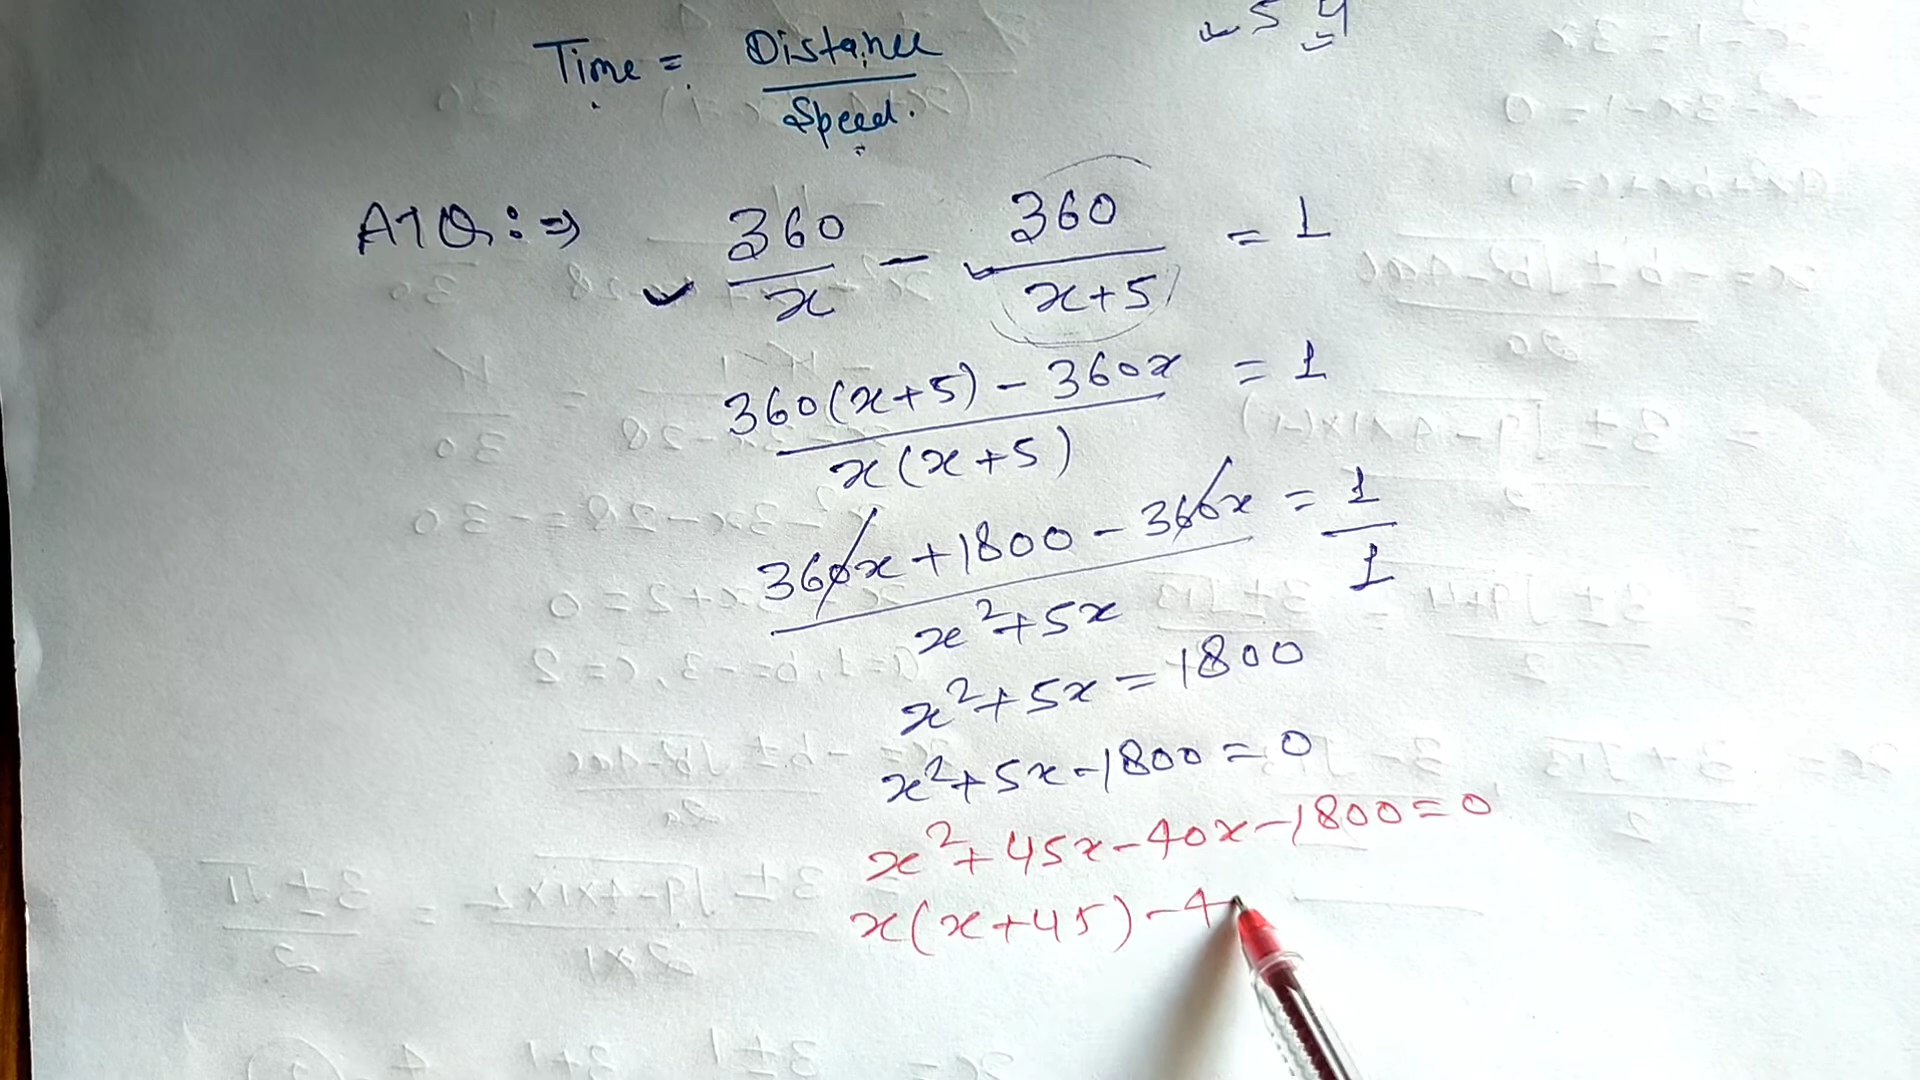 Time = Distance / Speed.
ATQ :⇒ 360/x - 360/(x+5) = 1
(360(x+5) - 360x) / (x(x+5)) = 1
(360x + 1800 - 360x) / (x² + 5x) = 1/1
x² + 5x = 1800
x² + 5x - 1800 = 0
x² + 45x - 40x - 1800 = 0
x(x+45) - 4